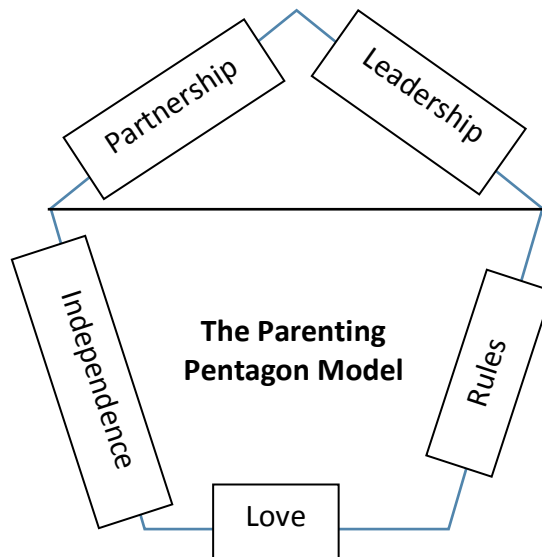 Partnership
Leadership
Independence
The Parenting
Pentagon Model
Rules
Love